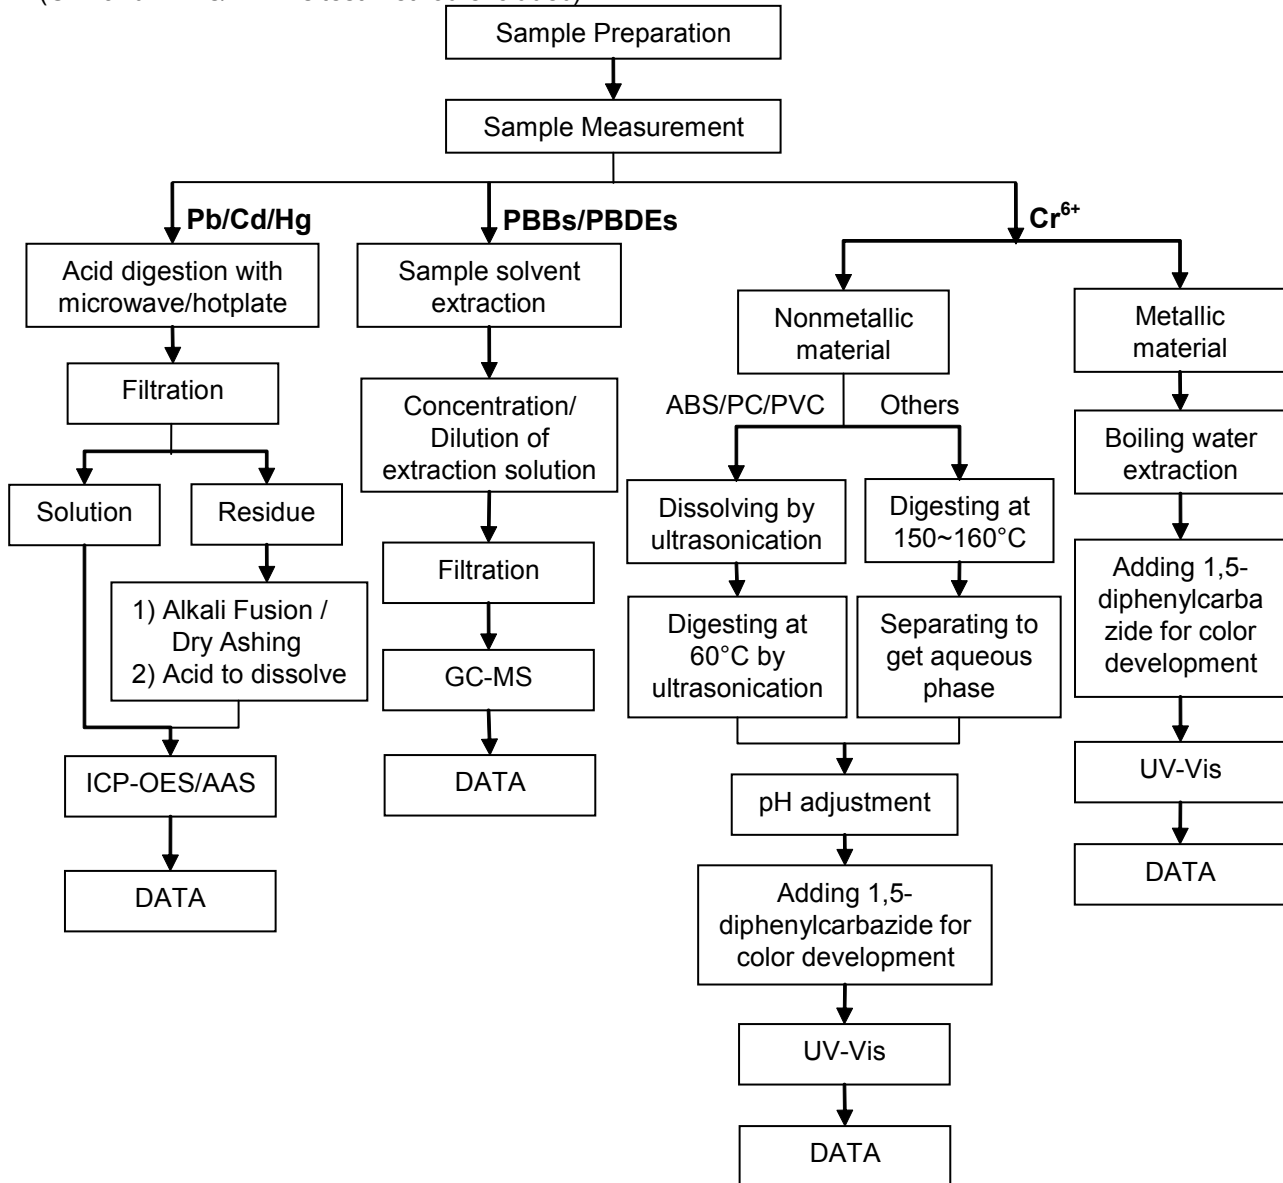 Sample Preparation
Sample Measurement
Pb/Cd/Hg
PBBs/PBDEs
Cr6+
Acid digestion with
microwave/hotplate
Filtration
Solution
Residue
1) Alkali Fusion /
Dry Ashing
2) Acid to dissolve
ICP-OES/AAS
DATA
Sample solvent
extraction
Concentration/
Dilution of
extraction solution
Filtration
GC-MS
DATA
Nonmetallic
material
ABS/PC/PVC
Others
Dissolving by
ultrasonication
Digesting at
60°C by
ultrasonication
Digesting at
150~160°C
Separating to
get aqueous
phase
pH adjustment
Adding 1,5-
diphenylcarbazide for
color development
UV-Vis
DATA
Metallic
material
Boiling water
extraction
Adding 1,5-
diphenylcarba
zide for color
development
UV-Vis
DATA